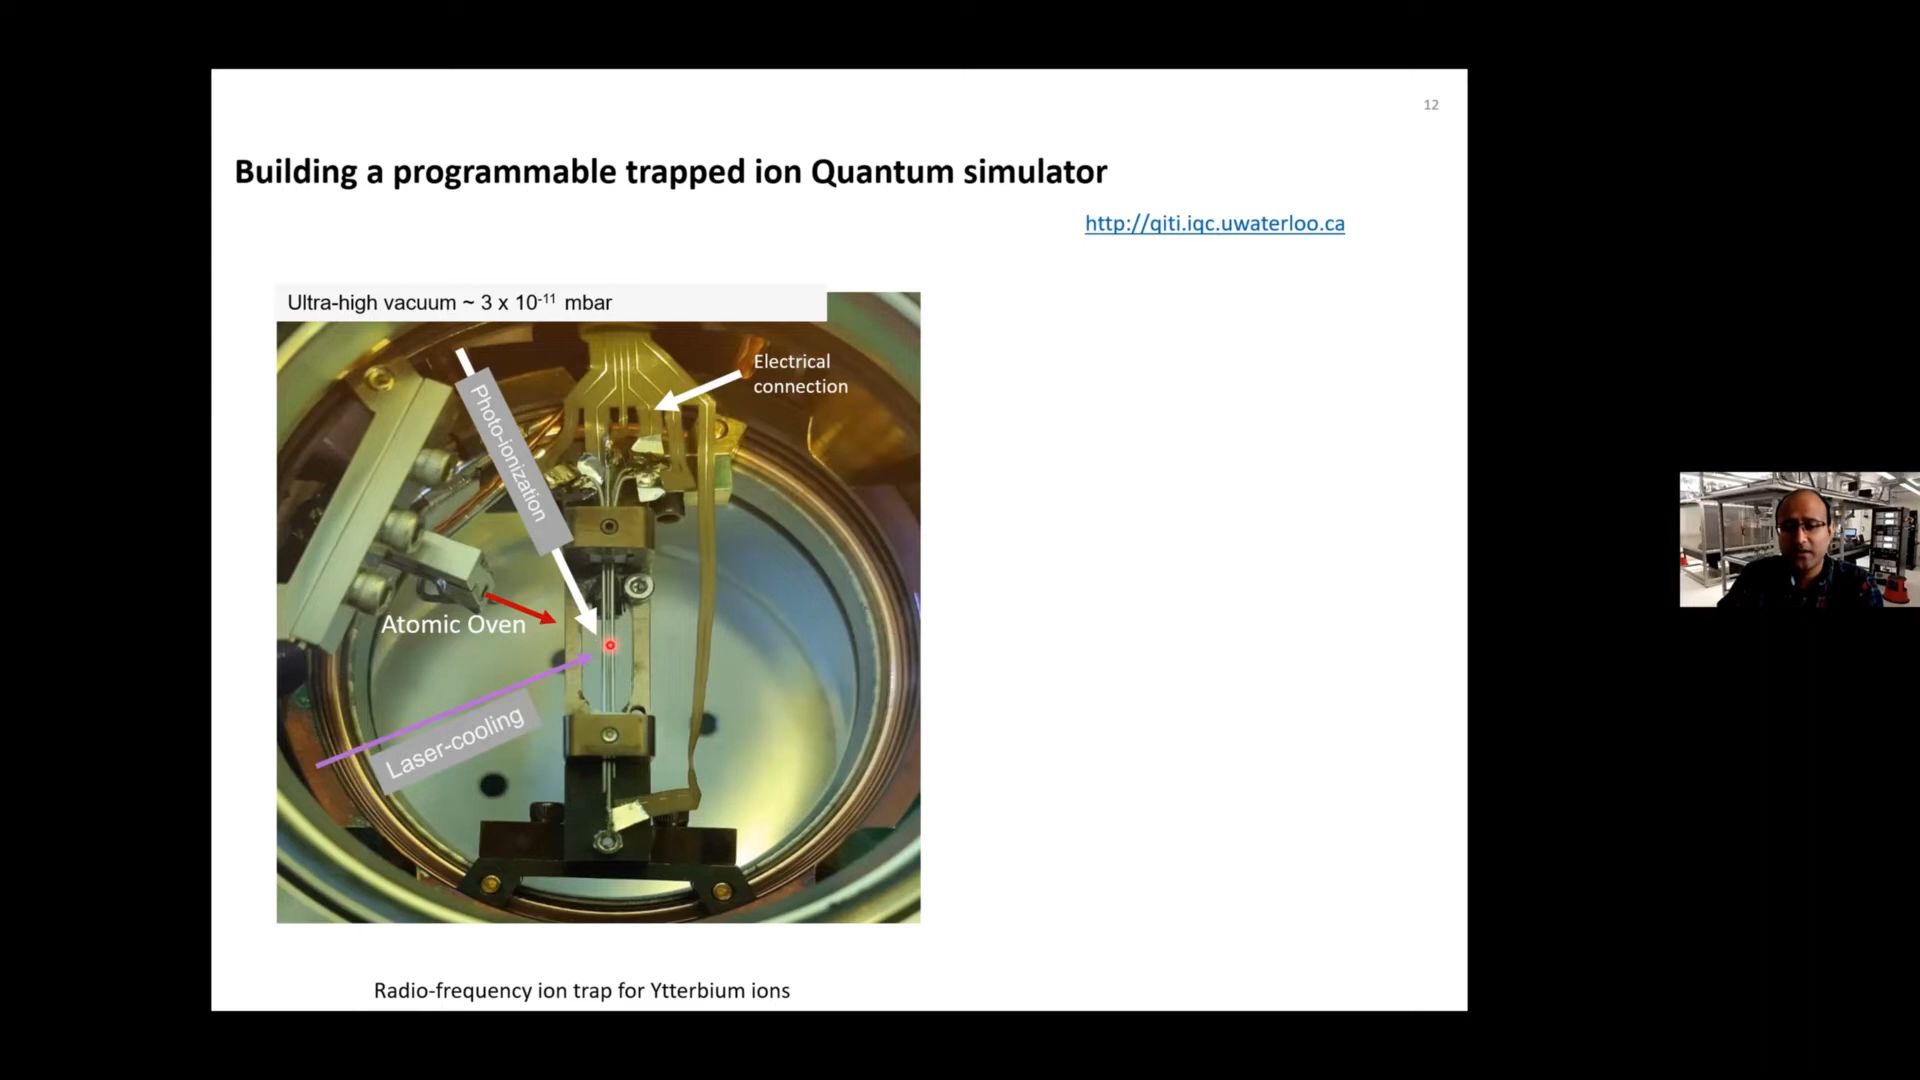 12
Building a programmable trapped ion Quantum simulator
http://qiti.iqc.uwaterloo.ca
Ultra-high vacuum ~ 3 x 10⁻¹¹ mbar
Electrical
connection
Photo-ionization
Atomic Oven
Laser-cooling
Radio-frequency ion trap for Ytterbium ions